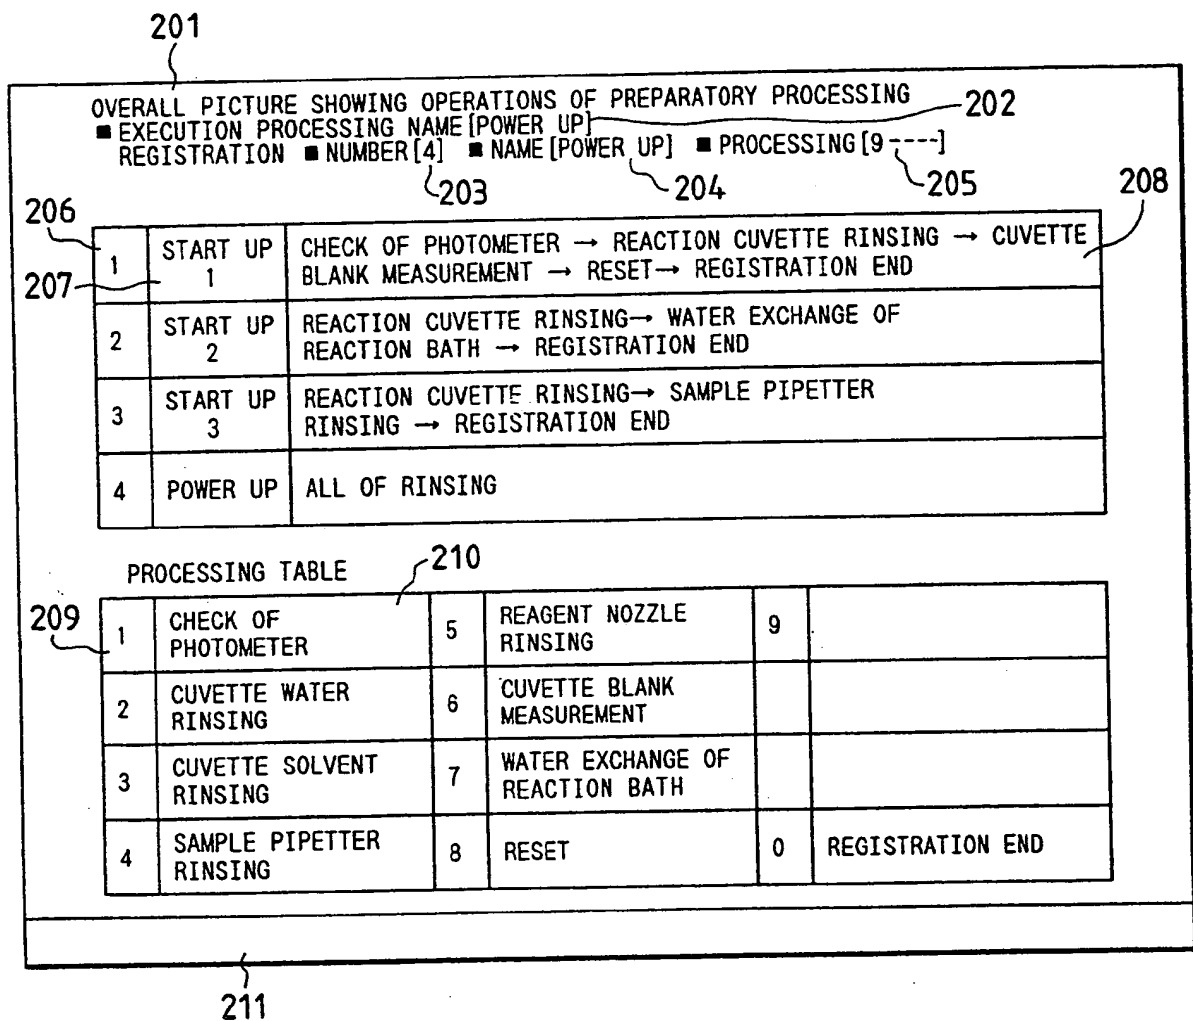 201
OVERALL PICTURE SHOWING OPERATIONS OF PREPARATORY PROCESSING
■ EXECUTION PROCESSING NAME [POWER UP] 202
REGISTRATION ■ NUMBER [4] ■ NAME [POWER UP] ■ PROCESSING [9 ----]
203 204 205 208
206
1 START UP 1 CHECK OF PHOTOMETER → REACTION CUVETTE RINSING → CUVETTE
BLANK MEASUREMENT → RESET → REGISTRATION END
207
2 START UP 2 REACTION CUVETTE RINSING → WATER EXCHANGE OF
REACTION BATH → REGISTRATION END
3 START UP 3 REACTION CUVETTE RINSING → SAMPLE PIPETTER
RINSING → REGISTRATION END
4 POWER UP ALL OF RINSING
PROCESSING TABLE 210
209
1 CHECK OF
PHOTOMETER
5 REAGENT NOZZLE
RINSING
9
2 CUVETTE WATER
RINSING
6 CUVETTE BLANK
MEASUREMENT
3 CUVETTE SOLVENT
RINSING
7 WATER EXCHANGE OF
REACTION BATH
4 SAMPLE PIPETTER
RINSING
8 RESET
0 REGISTRATION END
211